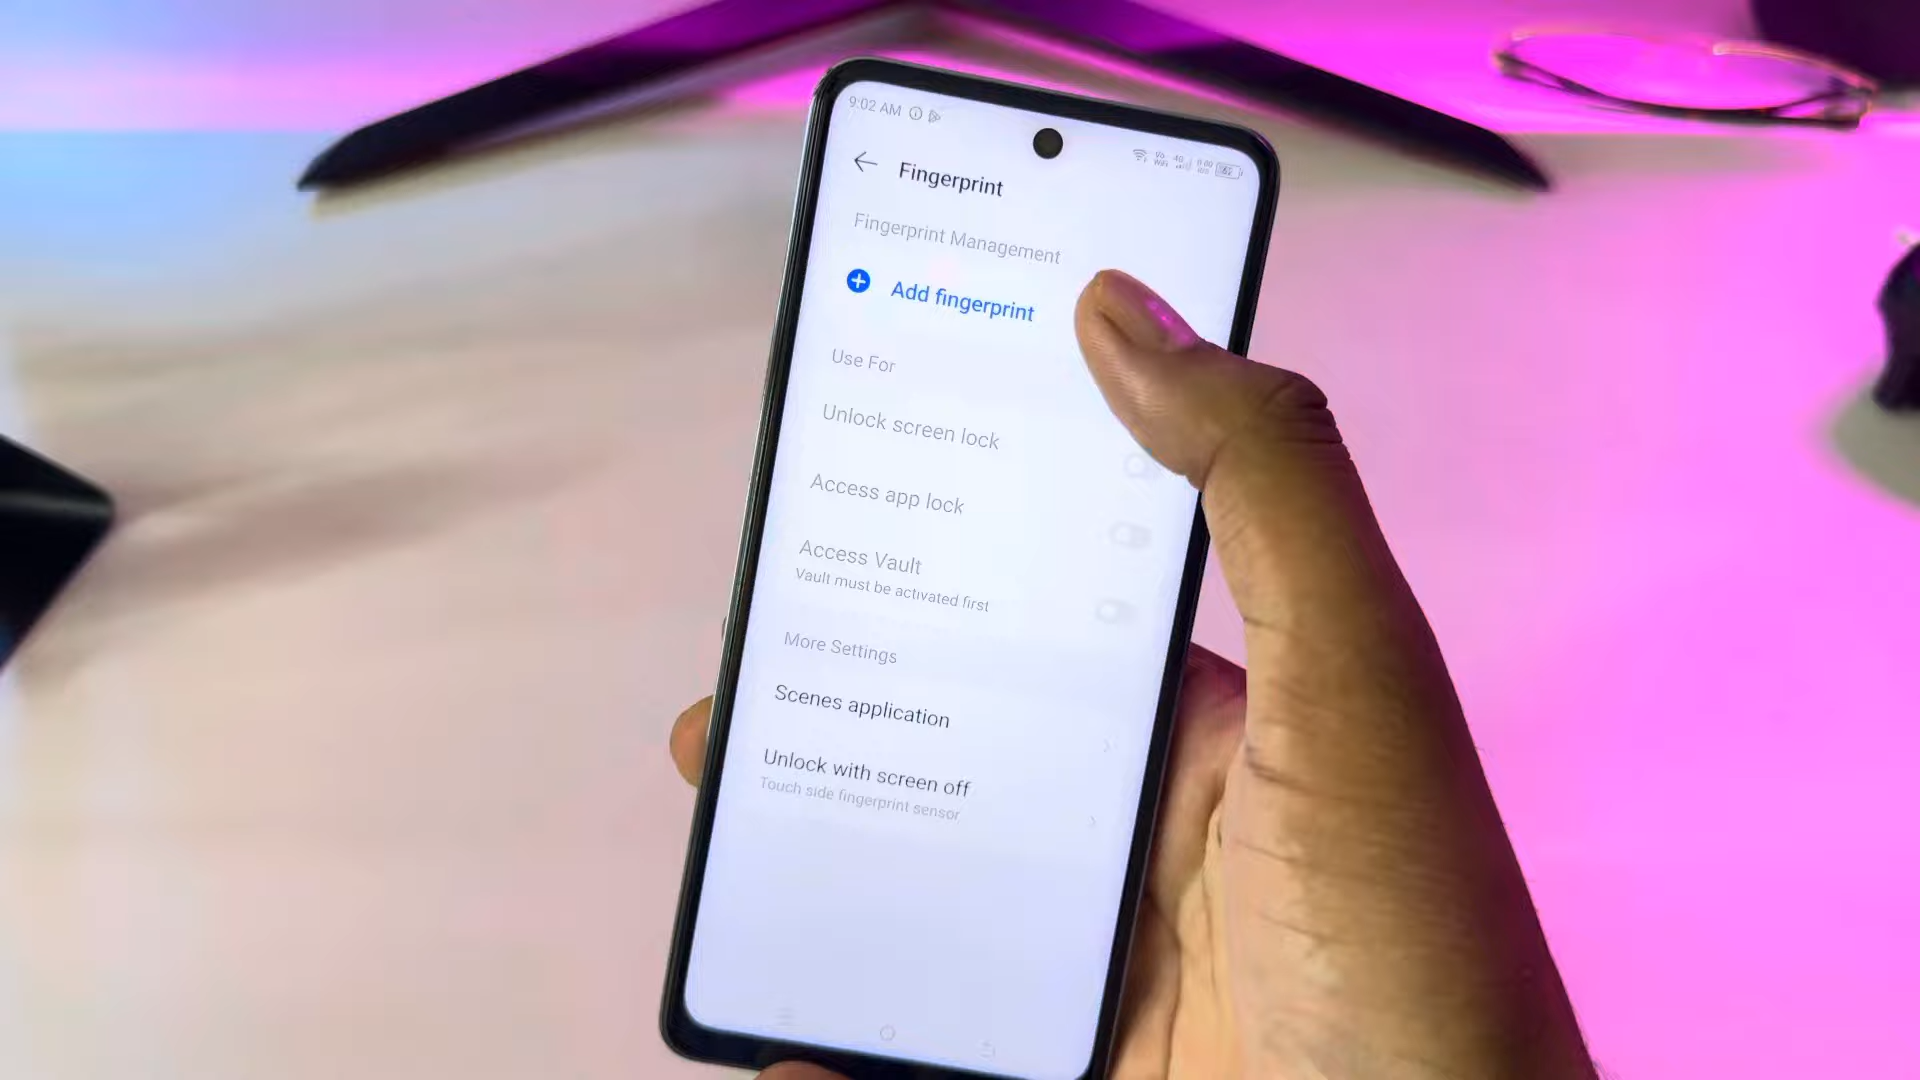 9:02 AM
Fingerprint
Fingerprint Management
Add fingerprint
Use For
Unlock screen lock
Access app lock
Access Vault
Vault must be activated first
More Settings
Scenes application
Unlock with screen off
Touch side fingerprint sensor